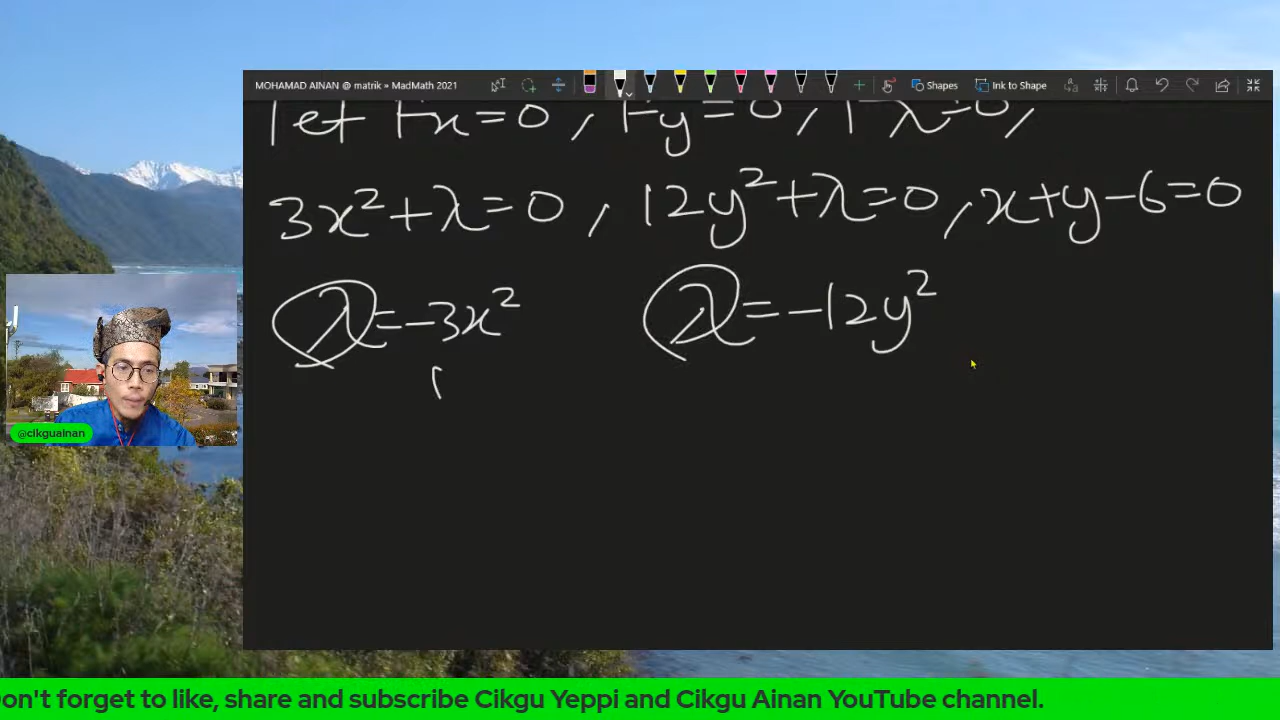 MOHAMAD AINAN @ matrik » MadMath 2021
Shapes
Ink to Shape
let Fx=0, Fy=0, Fλ=0,
3x²+λ=0, 12y²+λ=0, x+y-6=0
λ=-3x² λ=-12y²
@cikguainan
on't forget to like, share and subscribe Cikgu Yeppi and Cikgu Ainan YouTube channel.